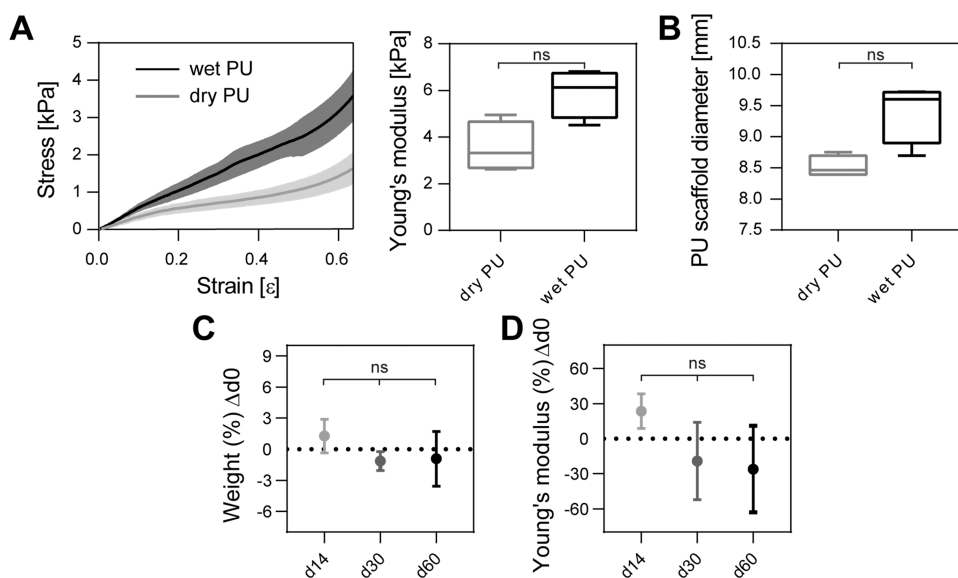 A
Stress [kPa]
5
4
3
2
1
0
wet PU
dry PU
0.0 0.2 0.4 0.6
Strain [ε]
Young's modulus [kPa]
8
6
4
2
0
ns
dry PU
wet PU
B
PU scaffold diameter [mm]
10.5
10.0
9.5
9.0
8.5
8.0
7.5
ns
dry PU
wet PU
C
Weight (%) Δd0
9
6
3
0
-3
-6
ns
d14
d30
d60
D
Young's modulus (%) Δd0
60
30
0
-30
-60
ns
d14
d30
d60